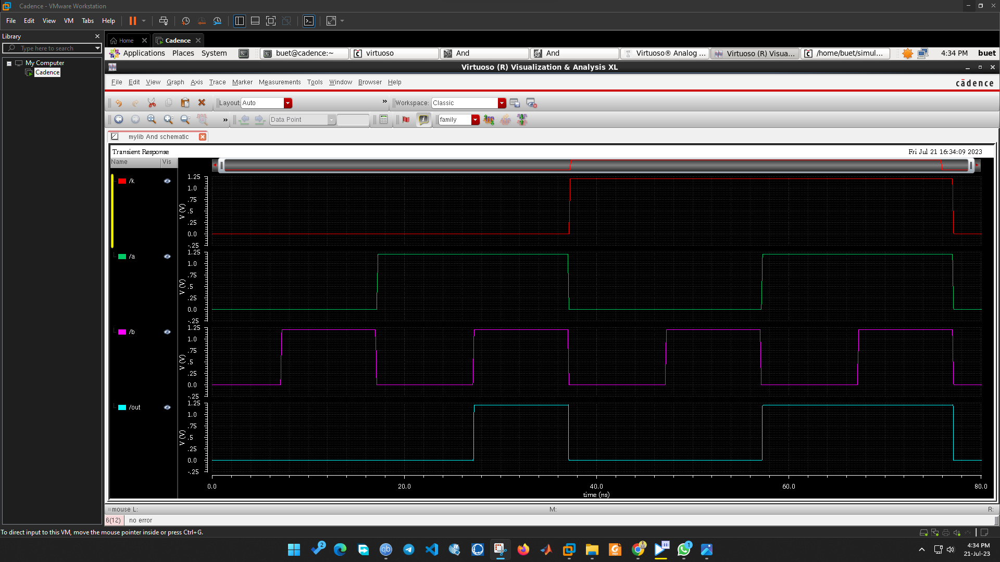 Cadence - VMware Workstation
File Edit View VM Tabs Help
Library
Type here to search
My Computer
Cadence
Home
Cadence
Applications Places System
buet@cadence:~
virtuoso
And
And
Virtuoso® Analog ...
Virtuoso (R) Visua...
/home/buet/simul...
4:34 PM buet
Virtuoso (R) Visualization & Analysis XL
File Edit View Graph Axis Trace Marker Measurements Tools Window Browser Help
cādence
Layout: Auto
»
Workspace: Classic
»
Data Point
family
mylib And schematic
Transient Response
Fri Jul 21 16:34:09 2023
Name Vis
/k
1.25
1.0
.75
.5
.25
0.0
-.25
V (V)
/a
1.25
1.0
.75
.5
.25
0.0
-.25
V (V)
/b
1.25
1.0
.75
.5
.25
0.0
-.25
V (V)
/out
1.25
1.0
.75
.5
.25
0.0
-.25
V (V)
0.0 20.0 40.0 60.0 80.0
time (ns)
mouse L: M: R:
6(12) no error
To direct input to this VM, move the mouse pointer inside or press Ctrl+G.
2
qb
PDF
1
4:34 PM
21-Jul-23